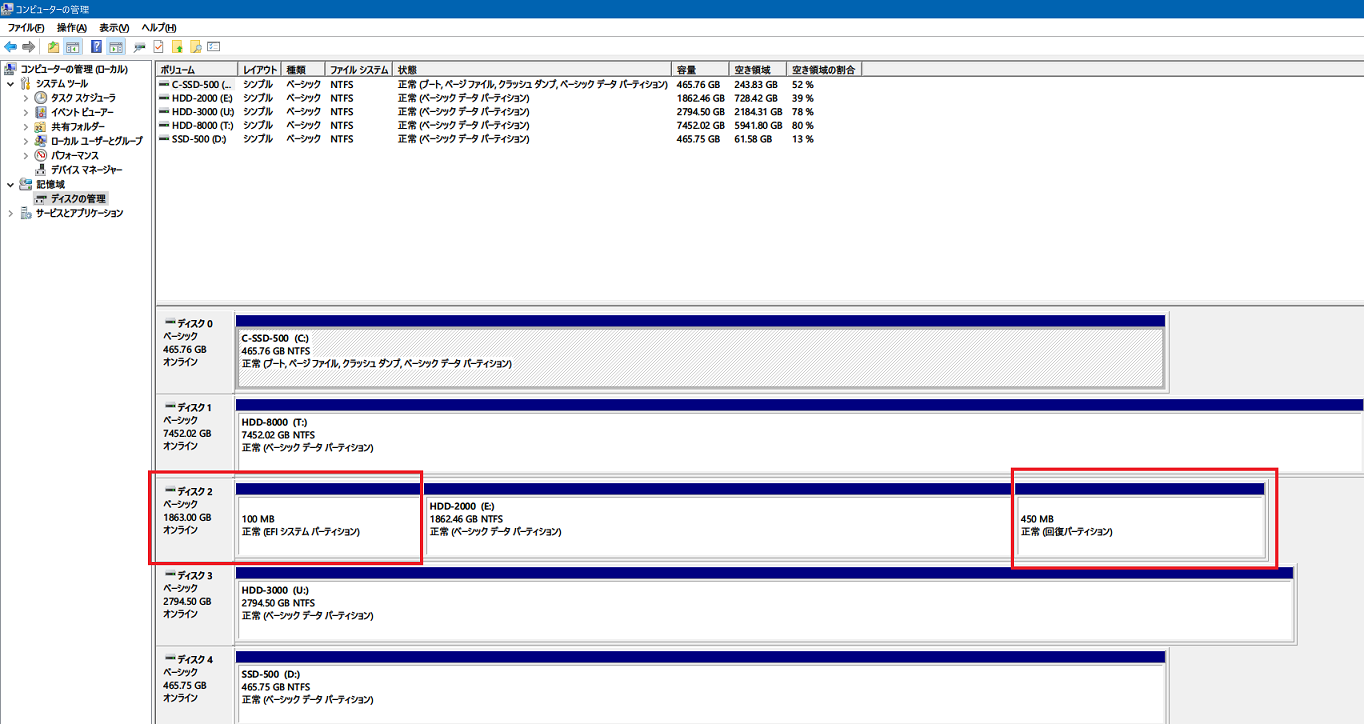 コンピューターの管理
ファイル(F) 操作(A) 表示(V) ヘルプ(H)
コンピューターの管理 (ローカル)
システム ツール
タスク スケジューラ
イベント ビューアー
共有フォルダー
ローカル ユーザーとグループ
パフォーマンス
デバイス マネージャー
記憶域
ディスクの管理
サービスとアプリケーション
ボリューム レイアウト 種類 ファイル システム 状態 容量 空き領域 空き領域の割合
C-SSD-500 (... シンプル ベーシック NTFS 正常 (ブート, ページ ファイル, クラッシュ ダンプ, ベーシック データ パーティション) 465.76 GB 243.83 GB 52 %
HDD-2000 (E:) シンプル ベーシック NTFS 正常 (ベーシック データ パーティション) 1862.46 GB 728.42 GB 39 %
HDD-3000 (U:) シンプル ベーシック NTFS 正常 (ベーシック データ パーティション) 2794.50 GB 2184.31 GB 78 %
HDD-8000 (T:) シンプル ベーシック NTFS 正常 (ベーシック データ パーティション) 7452.02 GB 5941.80 GB 80 %
SSD-500 (D:) シンプル ベーシック NTFS 正常 (ベーシック データ パーティション) 465.75 GB 61.58 GB 13 %
ディスク 0
ベーシック
465.76 GB
オンライン
C-SSD-500 (C:)
465.76 GB NTFS
正常 (ブート, ページ ファイル, クラッシュ ダンプ, ベーシック データ パーティション)
ディスク 1
ベーシック
7452.02 GB
オンライン
HDD-8000 (T:)
7452.02 GB NTFS
正常 (ベーシック データ パーティション)
ディスク 2
ベーシック
1863.00 GB
オンライン
100 MB
正常 (EFI システム パーティション)
HDD-2000 (E:)
1862.46 GB NTFS
正常 (ベーシック データ パーティション)
450 MB
正常 (回復パーティション)
ディスク 3
ベーシック
2794.50 GB
オンライン
HDD-3000 (U:)
2794.50 GB NTFS
正常 (ベーシック データ パーティション)
ディスク 4
ベーシック
465.75 GB
オンライン
SSD-500 (D:)
465.75 GB NTFS
正常 (ベーシック データ パーティション)